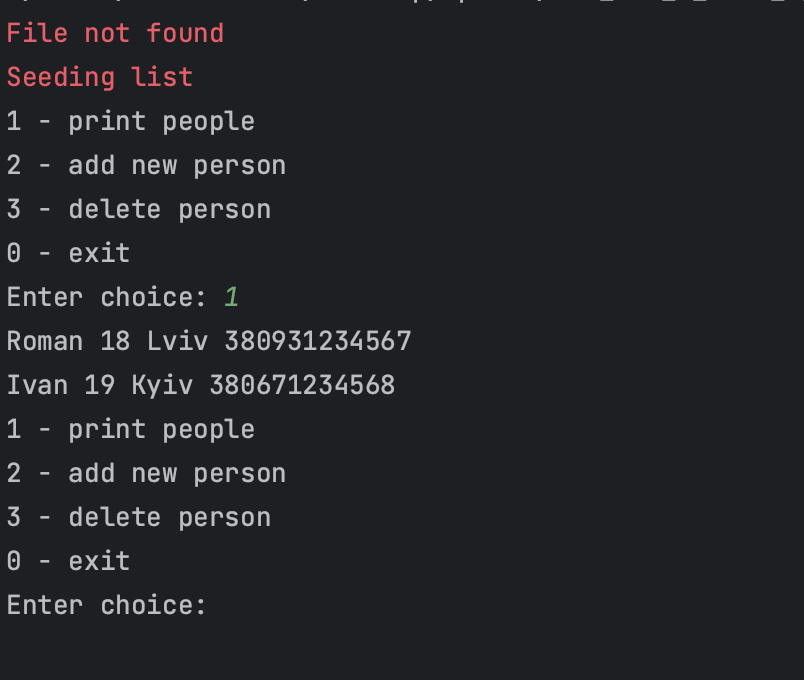 File not found
Seeding list
1 - print people
2 - add new person
3 - delete person
0 - exit
Enter choice: 1
Roman 18 Lviv 380931234567
Ivan 19 Kyiv 380671234568
1 - print people
2 - add new person
3 - delete person
0 - exit
Enter choice: